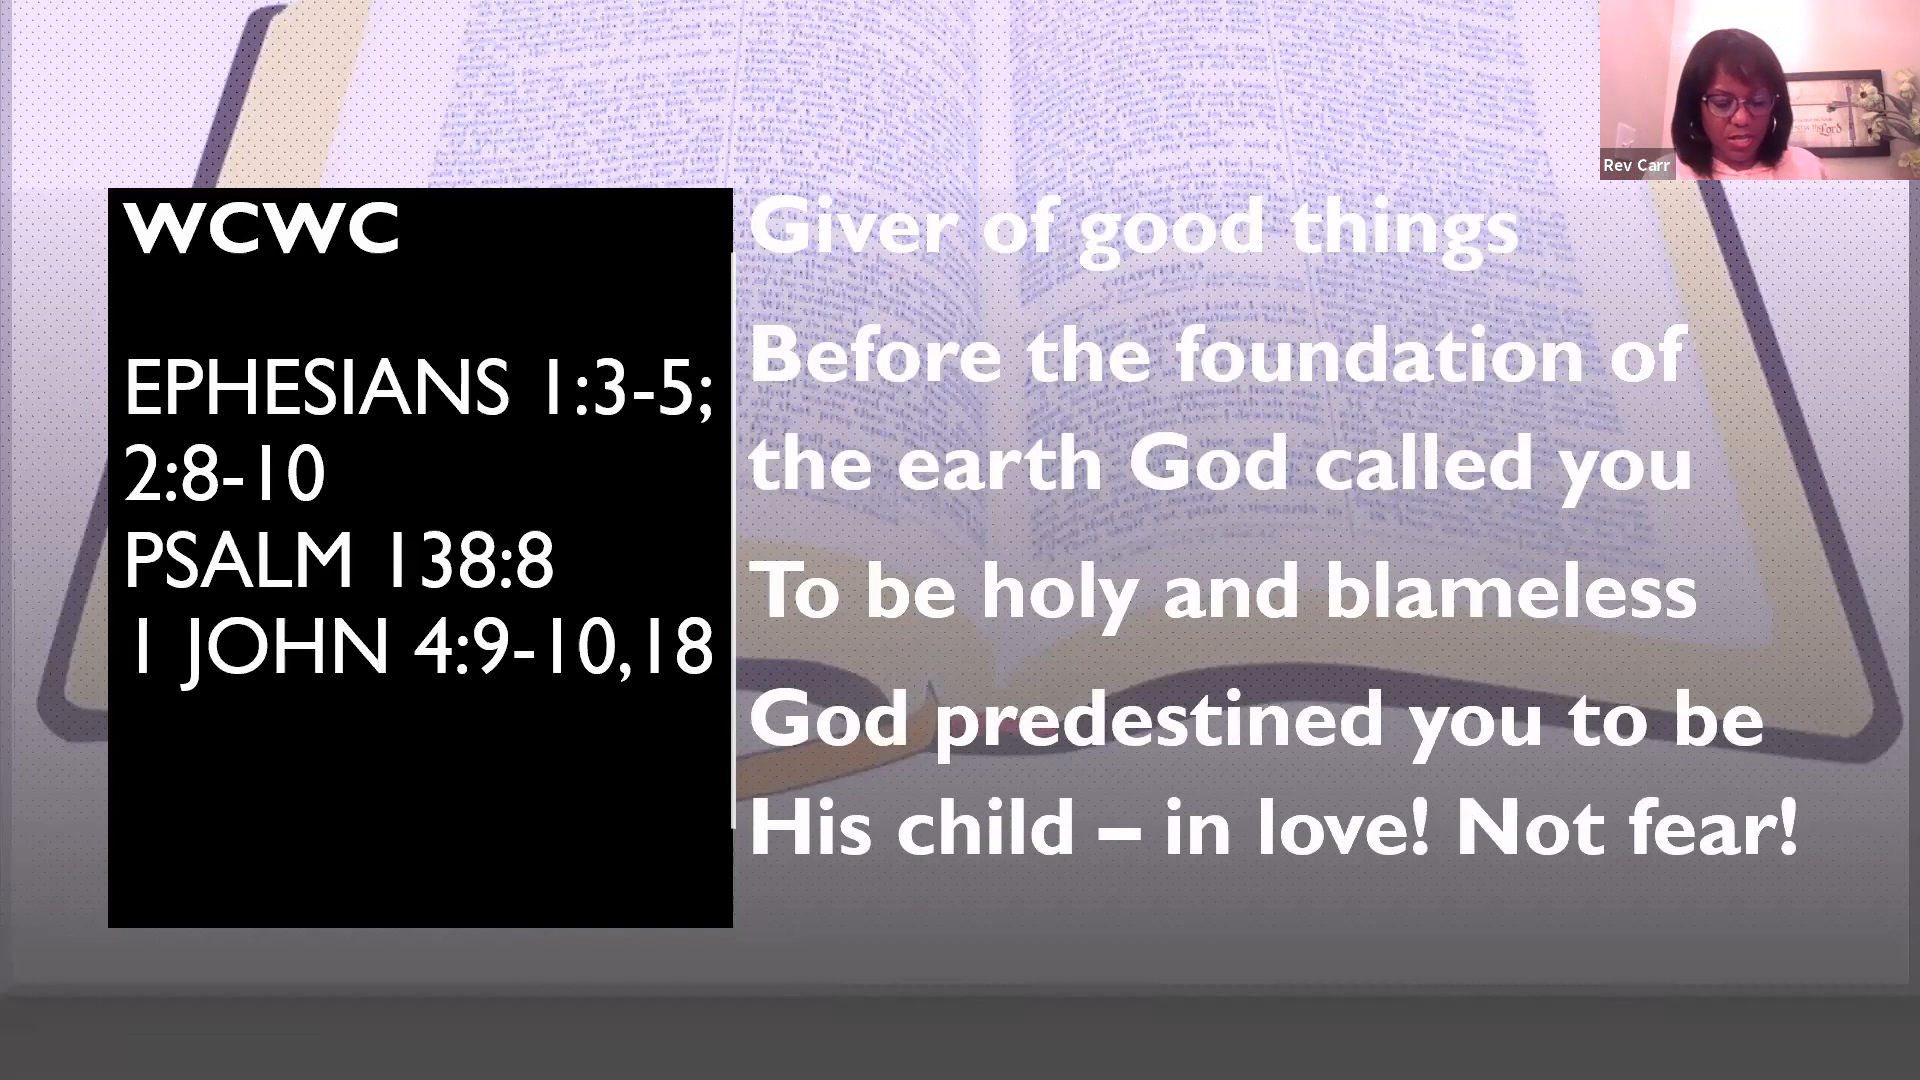 WCWC
EPHESIANS 1:3-5;
2:8-10
PSALM 138:8
1 JOHN 4:9-10,18
Giver of good things
Before the foundation of
the earth God called you
To be holy and blameless
God predestined you to be
His child – in love! Not fear!
Rev Carr
Lord